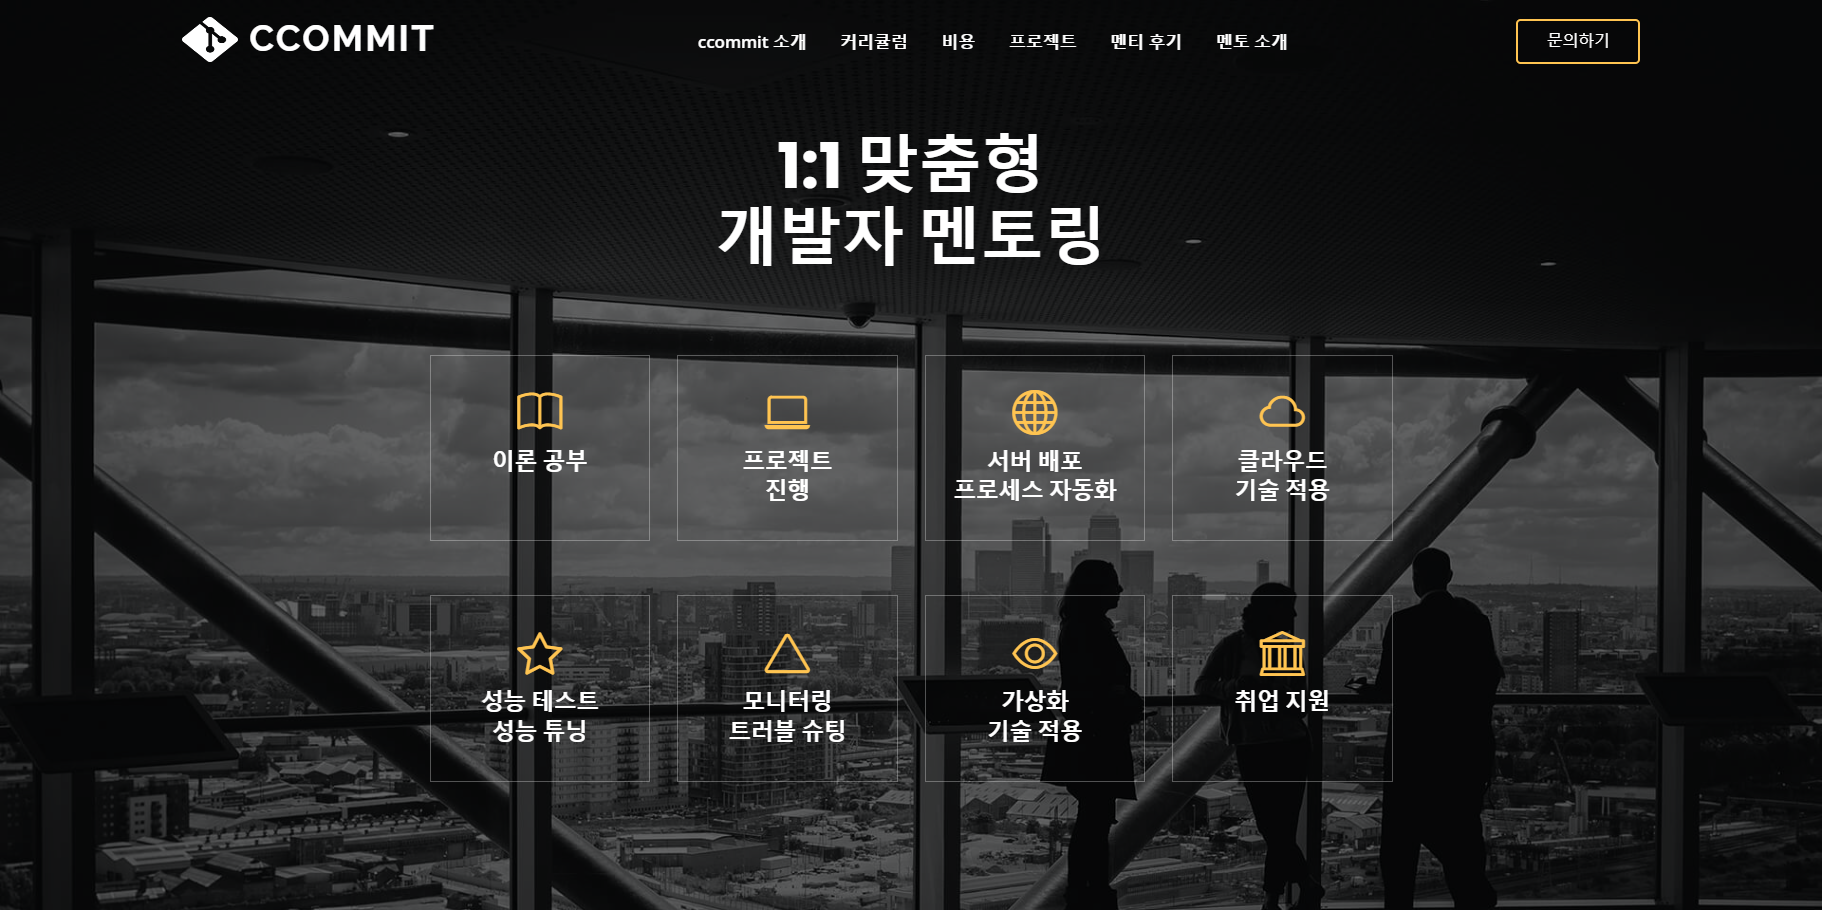 CCOMMIT
ccommit 소개
커리큘럼
비용
프로젝트
멘티 후기
멘토 소개
문의하기
1:1 맞춤형
개발자 멘토링
이론 공부
프로젝트
진행
서버 배포
프로세스 자동화
클라우드
기술 적용
성능 테스트
성능 튜닝
모니터링
트러블 슈팅
가상화
기술 적용
취업 지원